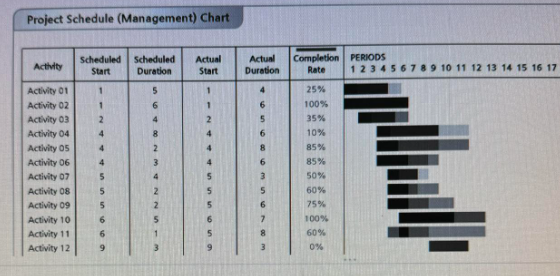 Project Schedule (Management) Chart
Activity Scheduled Start Scheduled Duration Actual Start Actual Duration Completion Rate PERIODS
1 2 3 4 5 6 7 8 9 10 11 12 13 14 15 16 17
Activity 01 1 5 1 4 25%
Activity 02 1 6 1 6 100%
Activity 03 2 4 2 5 35%
Activity 04 4 8 4 6 10%
Activity 05 4 2 4 8 85%
Activity 06 4 3 4 6 85%
Activity 07 5 4 5 3 50%
Activity 08 5 2 5 5 60%
Activity 09 5 2 5 6 75%
Activity 10 6 5 6 7 100%
Activity 11 6 1 5 8 60%
Activity 12 9 3 9 3 0%